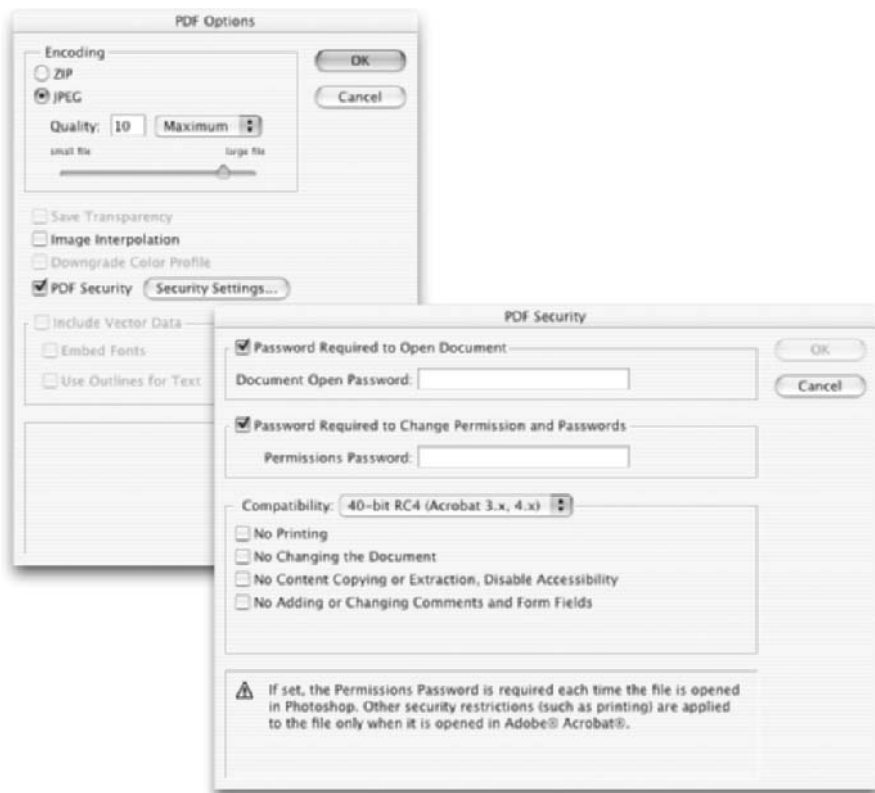 PDF Options
Encoding
ZIP
JPEG
Quality: 10 Maximum
small file large file
OK
Cancel
Save Transparency
Image Interpolation
Downgrade Color Profile
PDF Security Security Settings...
Include Vector Data
Embed Fonts
Use Outlines for Text
PDF Security
Password Required to Open Document
Document Open Password:
OK
Cancel
Password Required to Change Permission and Passwords
Permissions Password:
Compatibility: 40-bit RC4 (Acrobat 3.x, 4.x)
No Printing
No Changing the Document
No Content Copying or Extraction, Disable Accessibility
No Adding or Changing Comments and Form Fields
If set, the Permissions Password is required each time the file is opened
in Photoshop. Other security restrictions (such as printing) are applied
to the file only when it is opened in Adobe® Acrobat®.